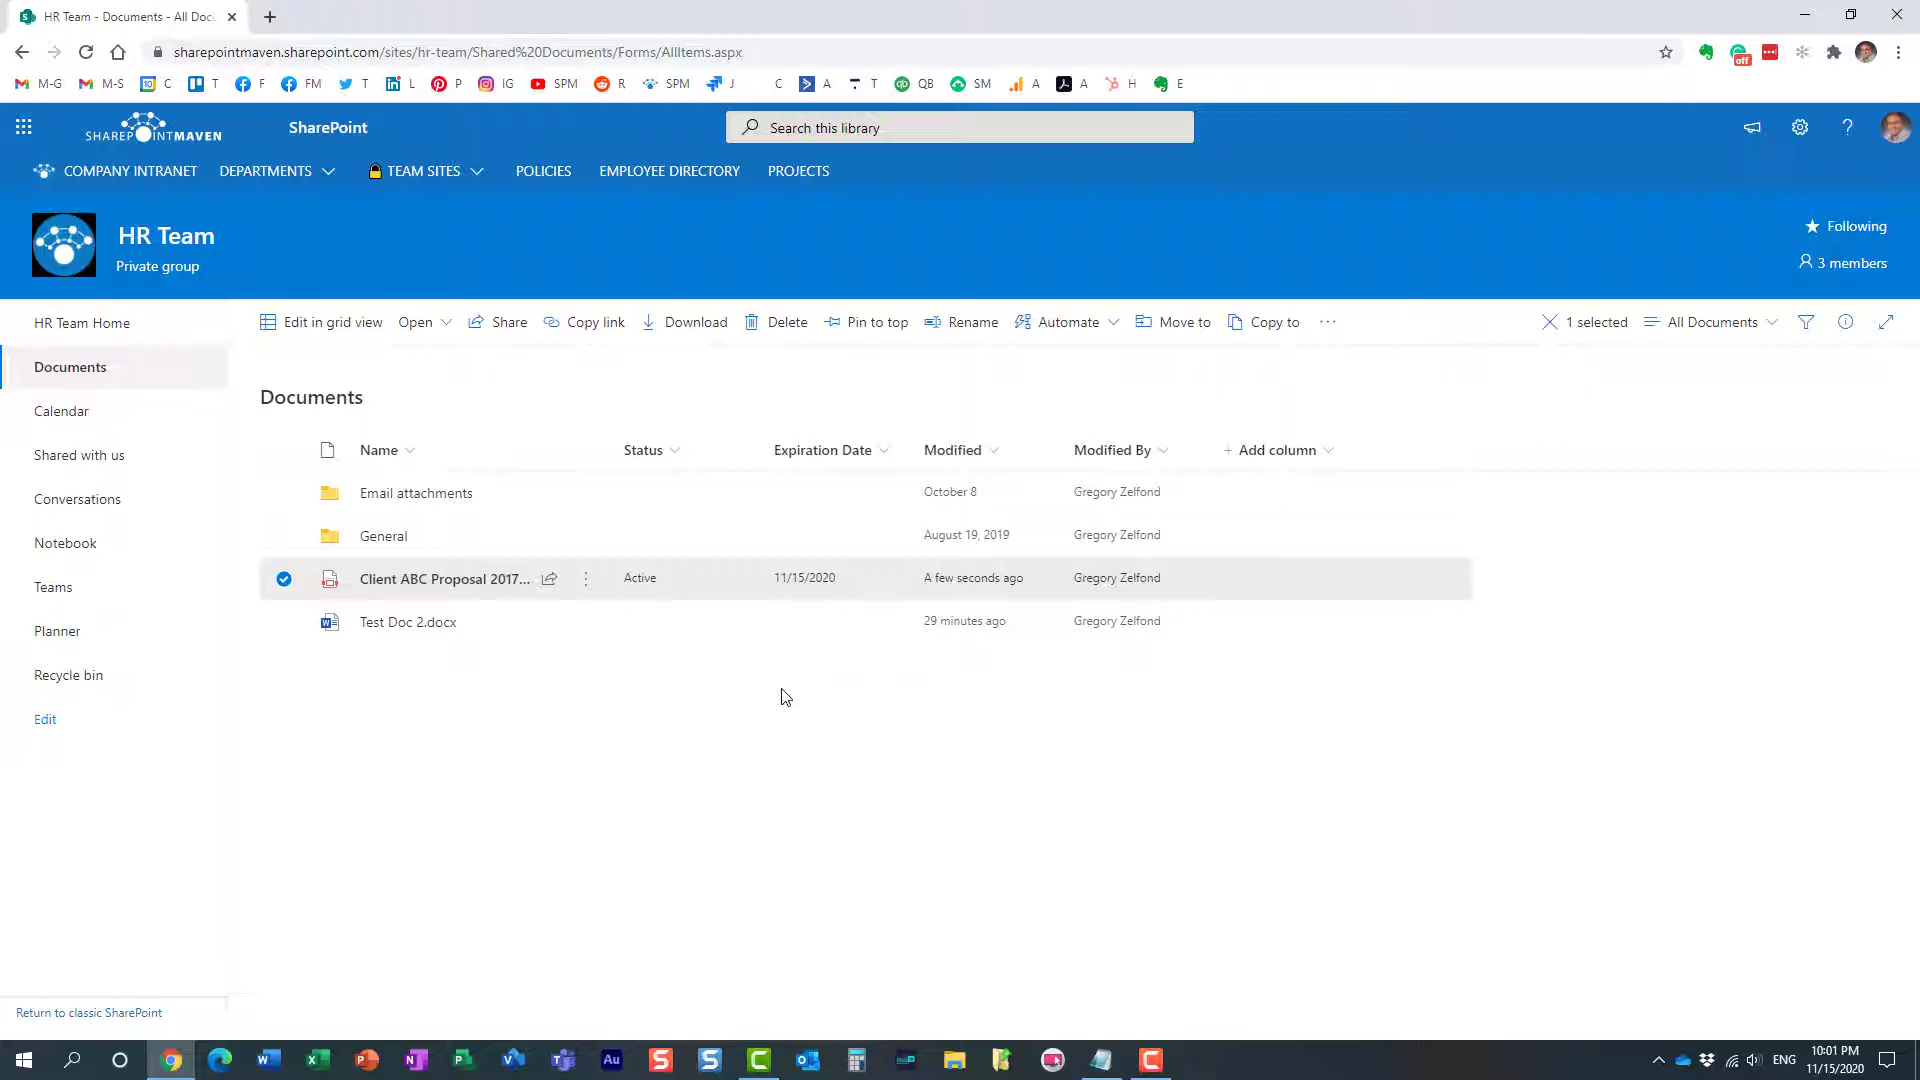 HR Team - Documents - All Docu
sharepointmaven.sharepoint.com/sites/hr-team/Shared%20Documents/Forms/AllItems.aspx
off
M-G M-S 10 C T F FM T L P IG SPM R SPM J C A T QB SM A A H E
SHAREPOINTMAVEN SharePoint Search this library
COMPANY INTRANET DEPARTMENTS TEAM SITES POLICIES EMPLOYEE DIRECTORY PROJECTS
HR Team
Private group
Following
3 members
HR Team Home
Documents
Calendar
Shared with us
Conversations
Notebook
Teams
Planner
Recycle bin
Edit
Return to classic SharePoint
Edit in grid view Open Share Copy link Download Delete Pin to top Rename Automate Move to Copy to ... 1 selected All Documents
Documents
Name Status Expiration Date Modified Modified By + Add column
Email attachments October 8 Gregory Zelfond
General August 19, 2019 Gregory Zelfond
Client ABC Proposal 2017... Active 11/15/2020 A few seconds ago Gregory Zelfond
Test Doc 2.docx 29 minutes ago Gregory Zelfond
ENG
10:01 PM
11/15/2020